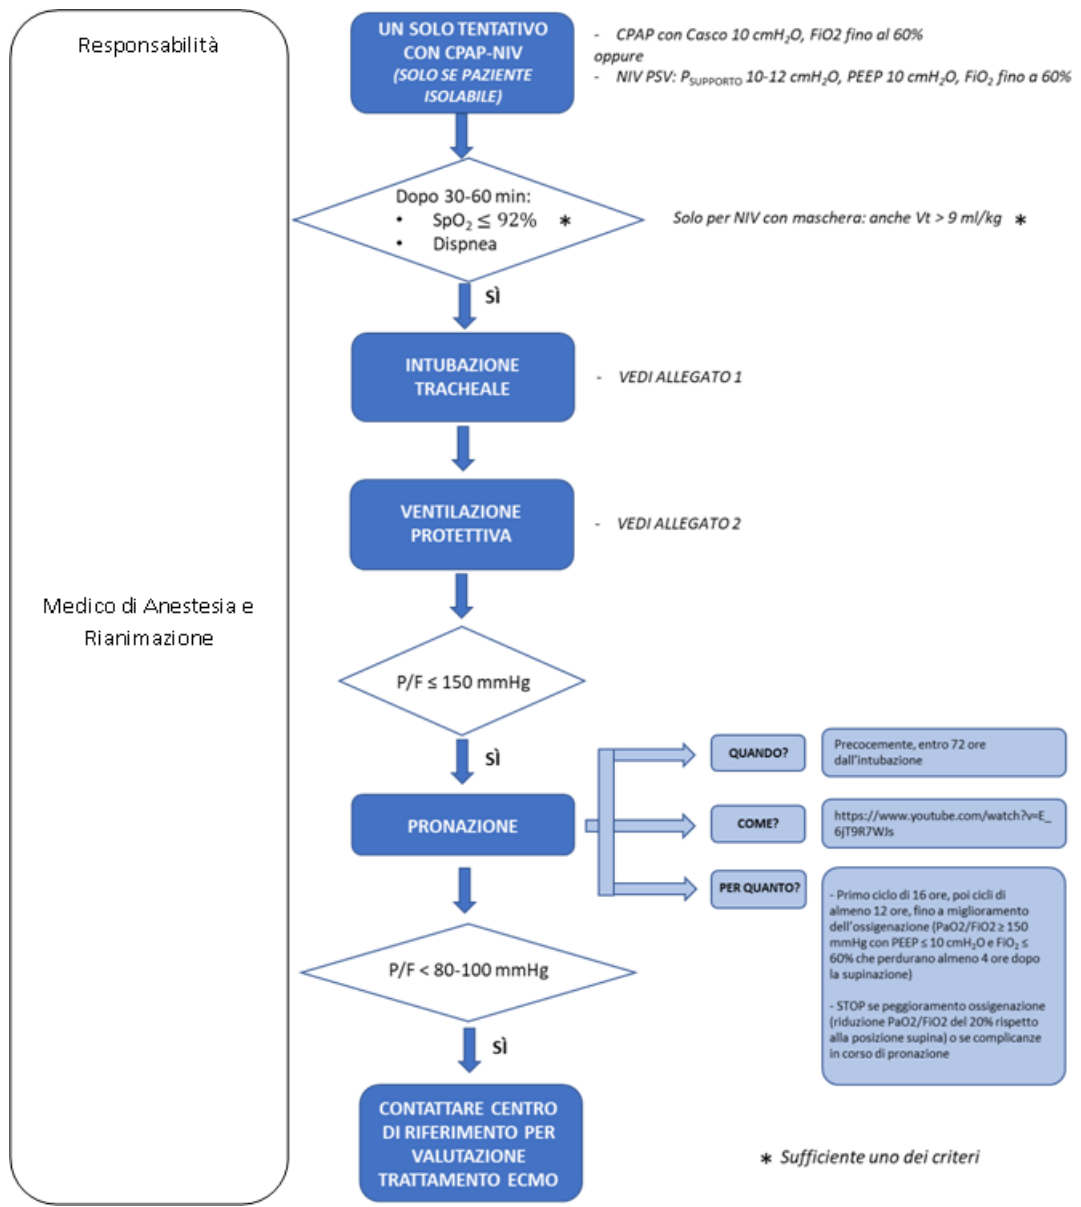 Responsabilità
UN SOLO TENTATIVO
CON CPAP-NIV
(SOLO SE PAZIENTE
ISOLABILE)
- CPAP con Casco 10 cmH2O, FiO2 fino al 60%
oppure
- NIV PSV: PSUPPORTO 10-12 cmH2O, PEEP 10 cmH2O, FiO2 fino a 60%
Dopo 30-60 min:
• SpO2 ≤ 92% *
• Dispnea
Solo per NIV con maschera: anche Vt > 9 ml/kg *
SÌ
INTUBAZIONE
TRACHEALE
- VEDI ALLEGATO 1
VENTILAZIONE
PROTETTIVA
- VEDI ALLEGATO 2
Medico di Anestesia e
Rianimazione
P/F ≤ 150 mmHg
SÌ
PRONAZIONE
QUANDO?
Precocemente, entro 72 ore
dall'intubazione
COME?
https://www.youtube.com/watch?v=E_
6jT9R7WJs
PER QUANTO?
- Primo ciclo di 16 ore, poi cicli di
almeno 12 ore, fino a miglioramento
dell'ossigenazione (PaO2/FiO2 ≥ 150
mmHg con PEEP ≤ 10 cmH2O e FiO2 ≤
60% che perdurano almeno 4 ore dopo
la supinazione)
- STOP se peggioramento ossigenazione
(riduzione PaO2/FiO2 del 20% rispetto
alla posizione supina) o se complicanze
in corso di pronazione
P/F < 80-100 mmHg
SÌ
CONTATTARE CENTRO
DI RIFERIMENTO PER
VALUTAZIONE
TRATTAMENTO ECMO
* Sufficiente uno dei criteri